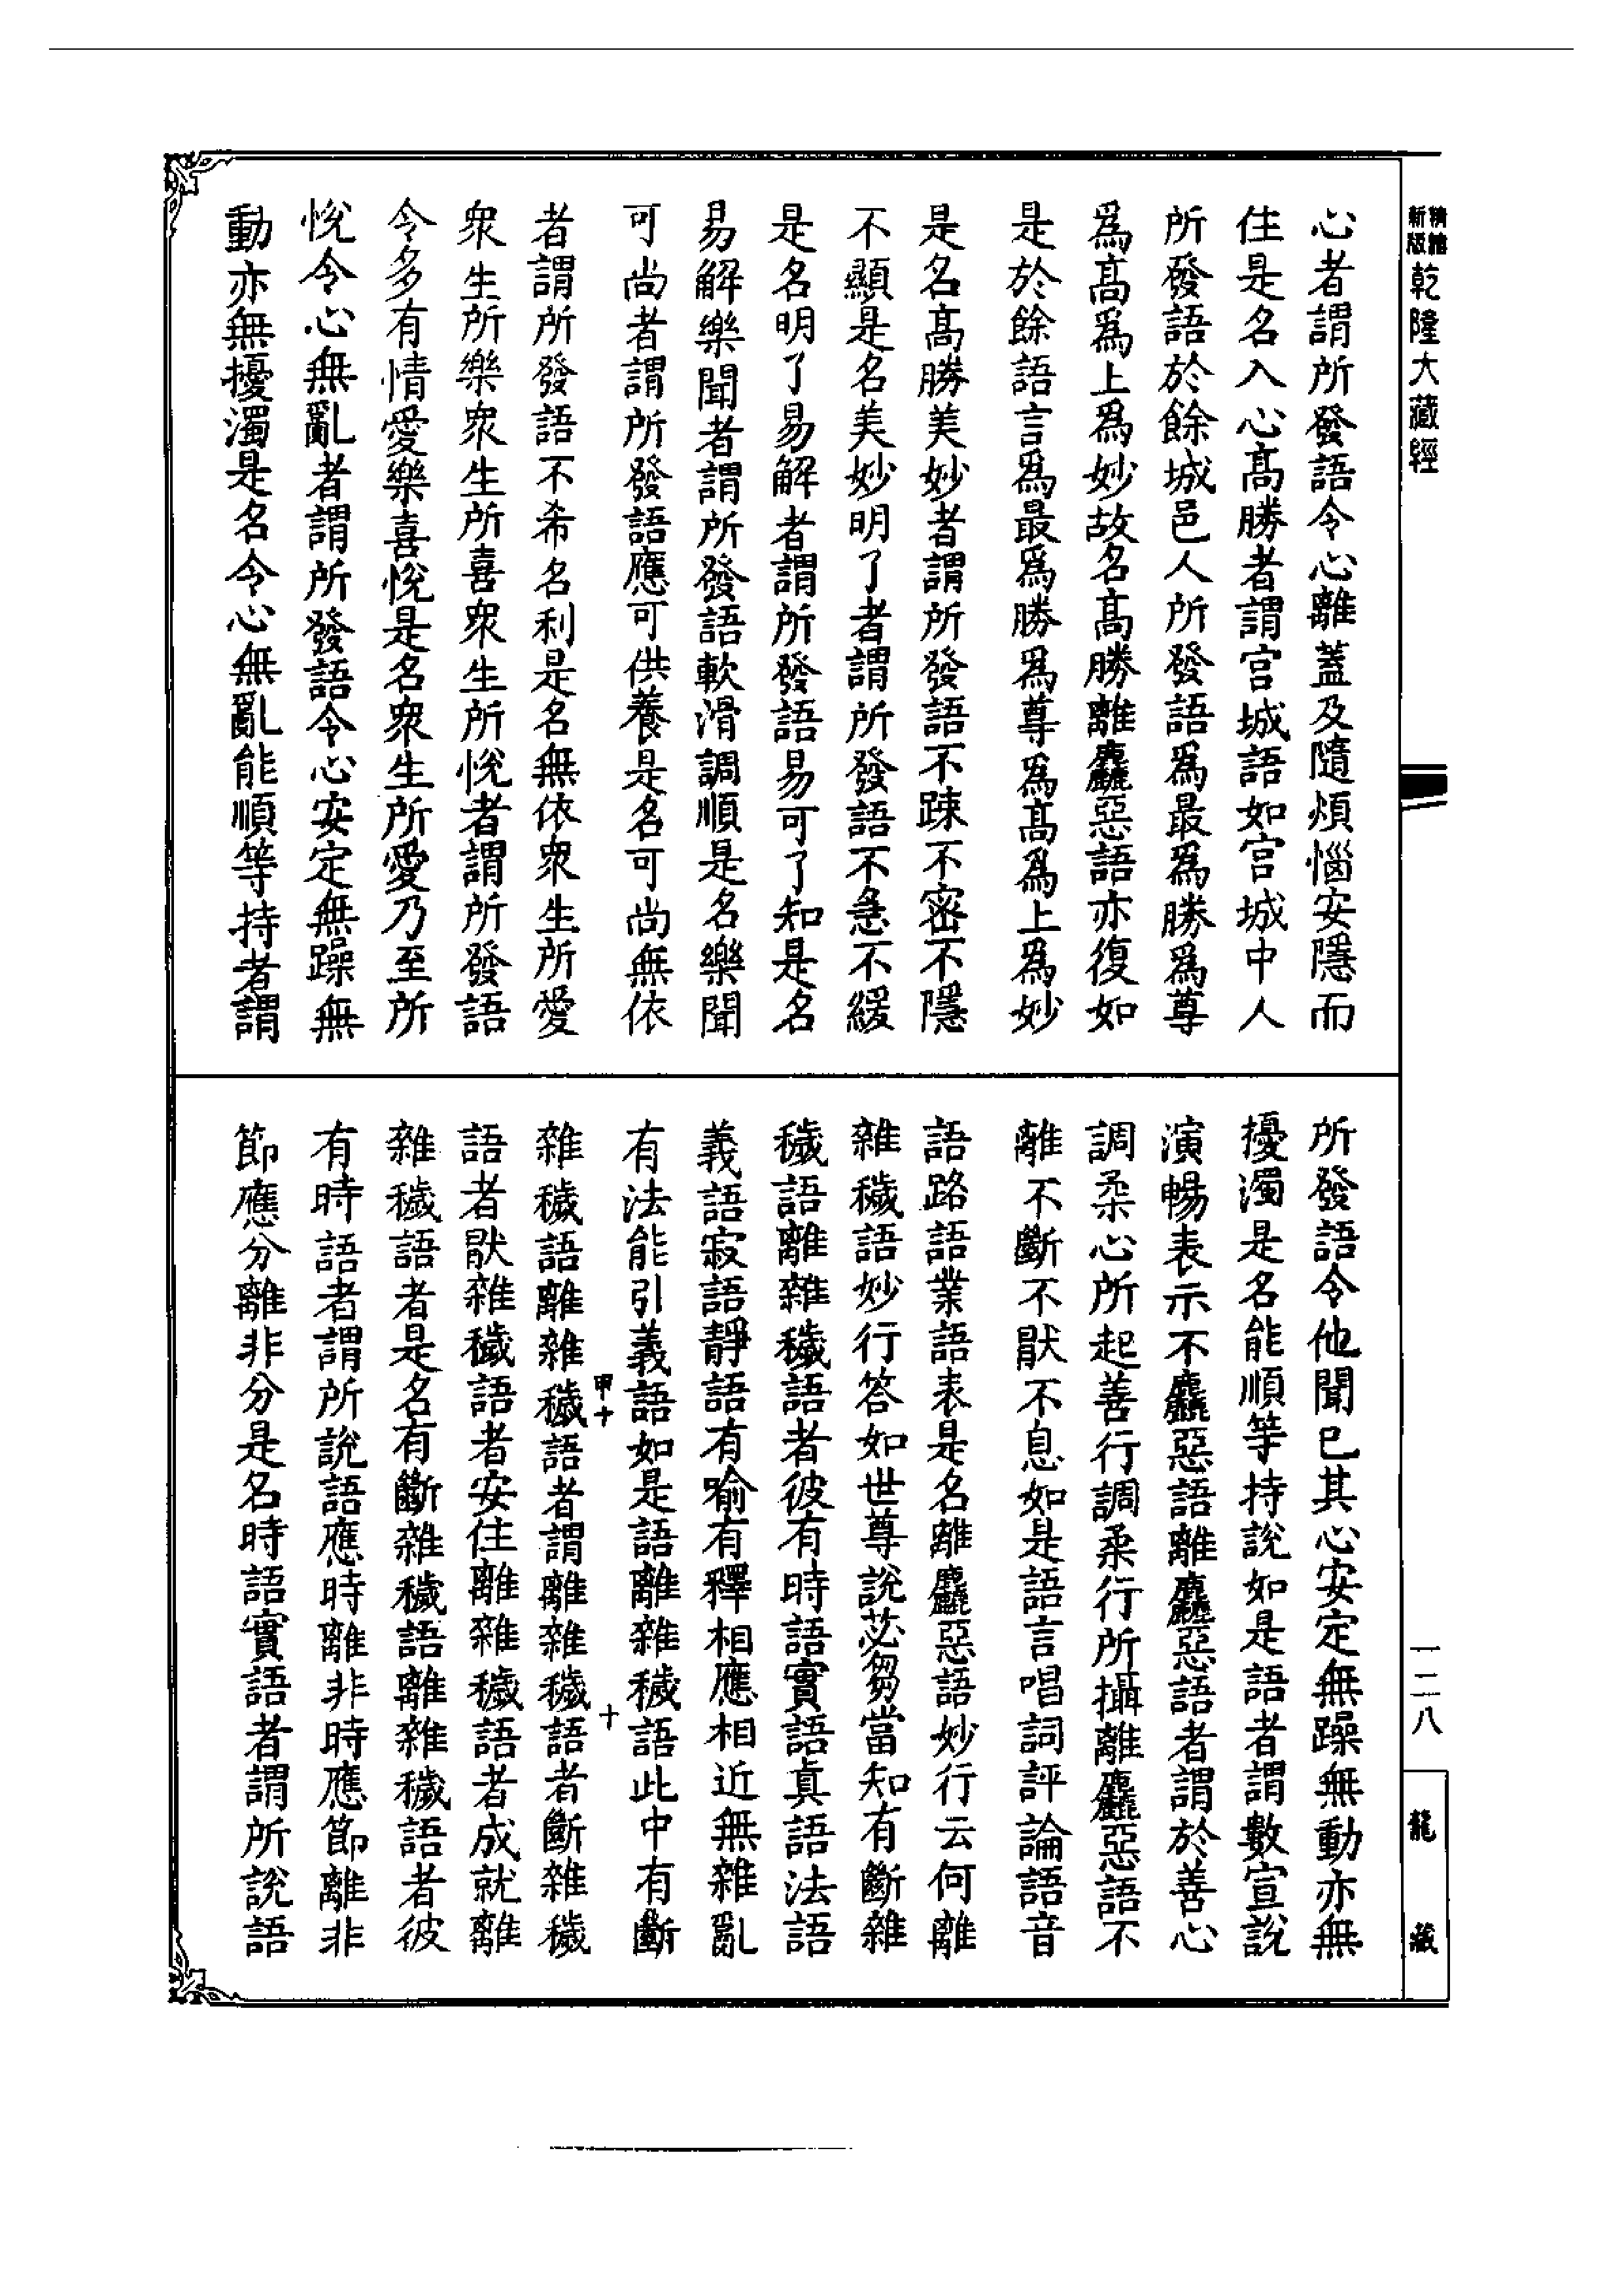 精縮
新版
乾隆大藏經
心者謂所發語令心離蓋及隨煩惱安隱而
住是名入心高勝者謂宮城語如宮城中人
所發語於餘城邑人所發語爲最爲勝爲尊
爲高爲上爲妙故名高勝離麤惡語亦復如
是於餘語言爲最爲勝爲尊爲高爲上爲妙
是名高勝美妙者謂所發語不踈不密不隱
不顯是名美妙明了者謂所發語不急不緩
是名明了易解者謂所發語易可了知是名
易解樂聞者謂所發語軟滑調順是名樂聞
可尚者謂所發語應可供養是名可尚無依
者謂所發語不希名利是名無依衆生所愛
衆生所樂衆生所喜衆生所悅者謂所發語
令多有情愛樂喜悅是名衆生所愛乃至所
悅令心無亂者謂所發語令心安定無躁無
動亦無擾濁是名令心無亂能順等持者謂
所發語令他聞已其心安定無躁無動亦無
擾濁是名能順等持說如是語者謂數宣說
演暢表示不麤惡語離麤惡語者謂於善心
調柔心所起善行調柔行所攝離麤惡語不
離不斷不猒不息如是語言唱詞評論語音
語路語業語表是名離麤惡語妙行云何離
雜穢語妙行答如世尊說苾芻當知有斷雜
穢語離雜穢語者彼有時語實語眞語法語
義語寂語靜語有喻有釋相應相近無雜亂
有法能引義語如是語離雜穢語此中有斷
雜穢語離雜穢語者謂離雜穢語者斷雜穢
語者猒雜穢語者安住離雜穢語者成就離
雜穢語者是名有斷雜穢語離雜穢語者彼
有時語者謂所說語應時離非時應節離非
節應分離非分是名時語實語者謂所說語
甲十
十
一二八
龍藏